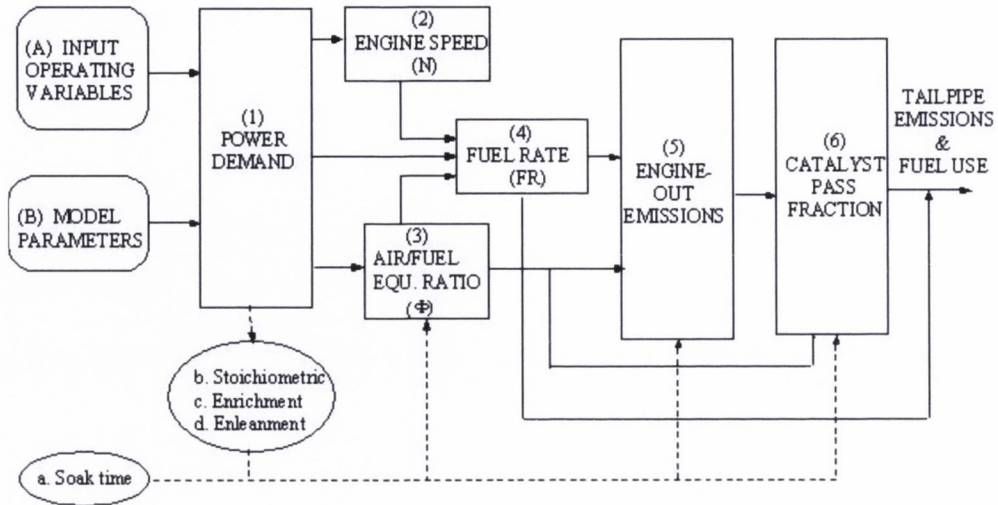 (A) INPUT
OPERATING
VARIABLES
(B) MODEL
PARAMETERS
(1)
POWER
DEMAND
(2)
ENGINE SPEED
(N)
(4)
FUEL RATE
(FR)
(3)
AIR/FUEL
EQU. RATIO
(Φ)
(5)
ENGINE-
OUT
EMISSIONS
(6)
CATALYST
PASS
FRACTION
TAILPIPE
EMISSIONS
&
FUEL USE
b. Stoichiometric
c. Enrichment
d. Enleanment
a. Soak time